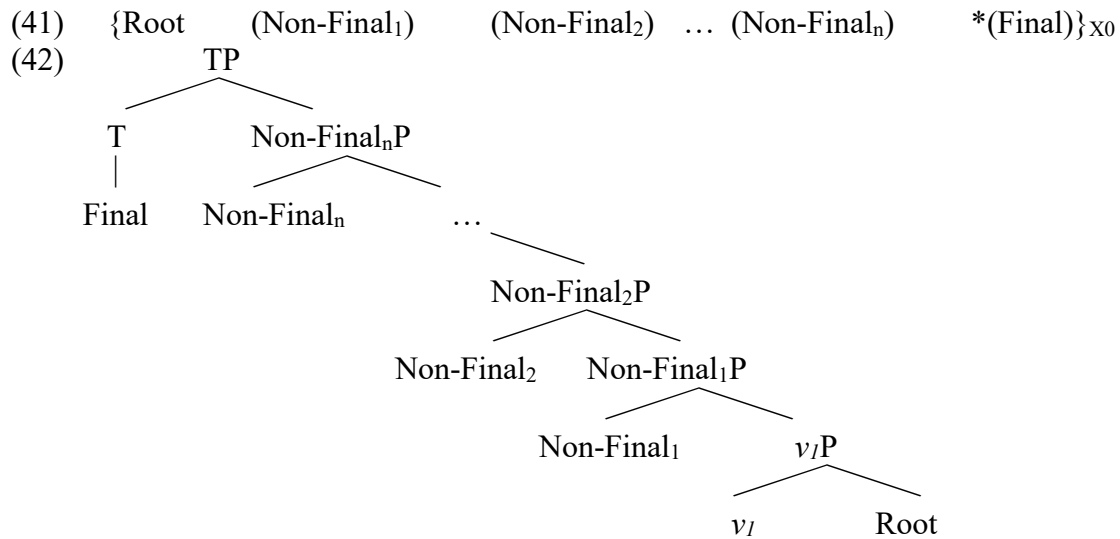 (41) {Root (Non-Final₁) (Non-Final₂) … (Non-Finalₙ) *(Final)}X0
(42) TP
T Non-FinalₙP
Final Non-Finalₙ …
Non-Final₂P
Non-Final₂ Non-Final₁P
Non-Final₁ v₁P
v₁ Root